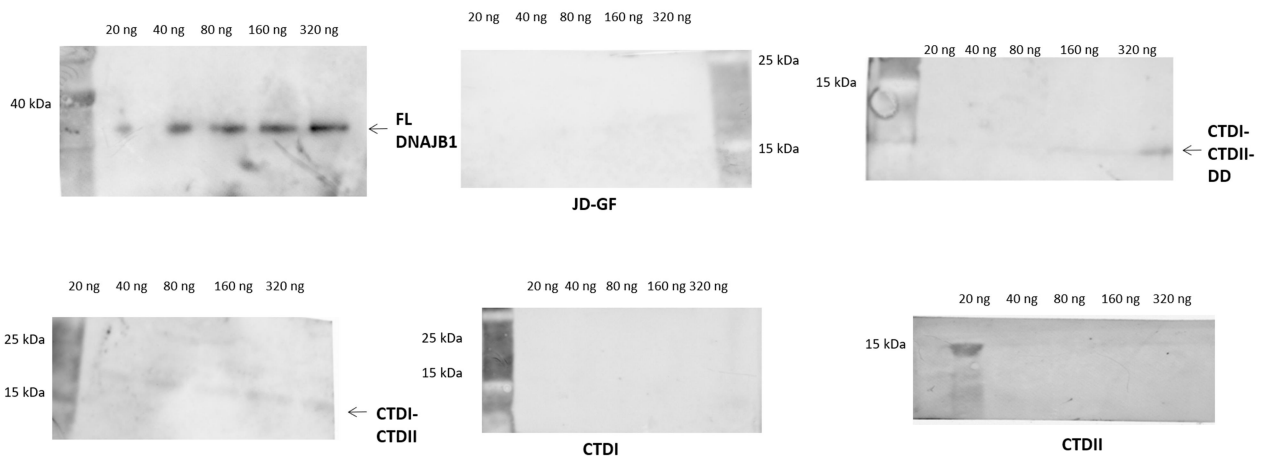 20 ng 40 ng 80 ng 160 ng 320 ng
40 kDa
FL
DNAJB1
20 ng 40 ng 80 ng 160 ng 320 ng
25 kDa
15 kDa
JD-GF
20 ng 40 ng 80 ng 160 ng 320 ng
15 kDa
CTDI-
CTDII-
DD
20 ng 40 ng 80 ng 160 ng 320 ng
25 kDa
15 kDa
CTDI-
CTDII
20 ng 40 ng 80 ng 160 ng 320 ng
25 kDa
15 kDa
CTDI
20 ng 40 ng 80 ng 160 ng 320 ng
15 kDa
CTDII